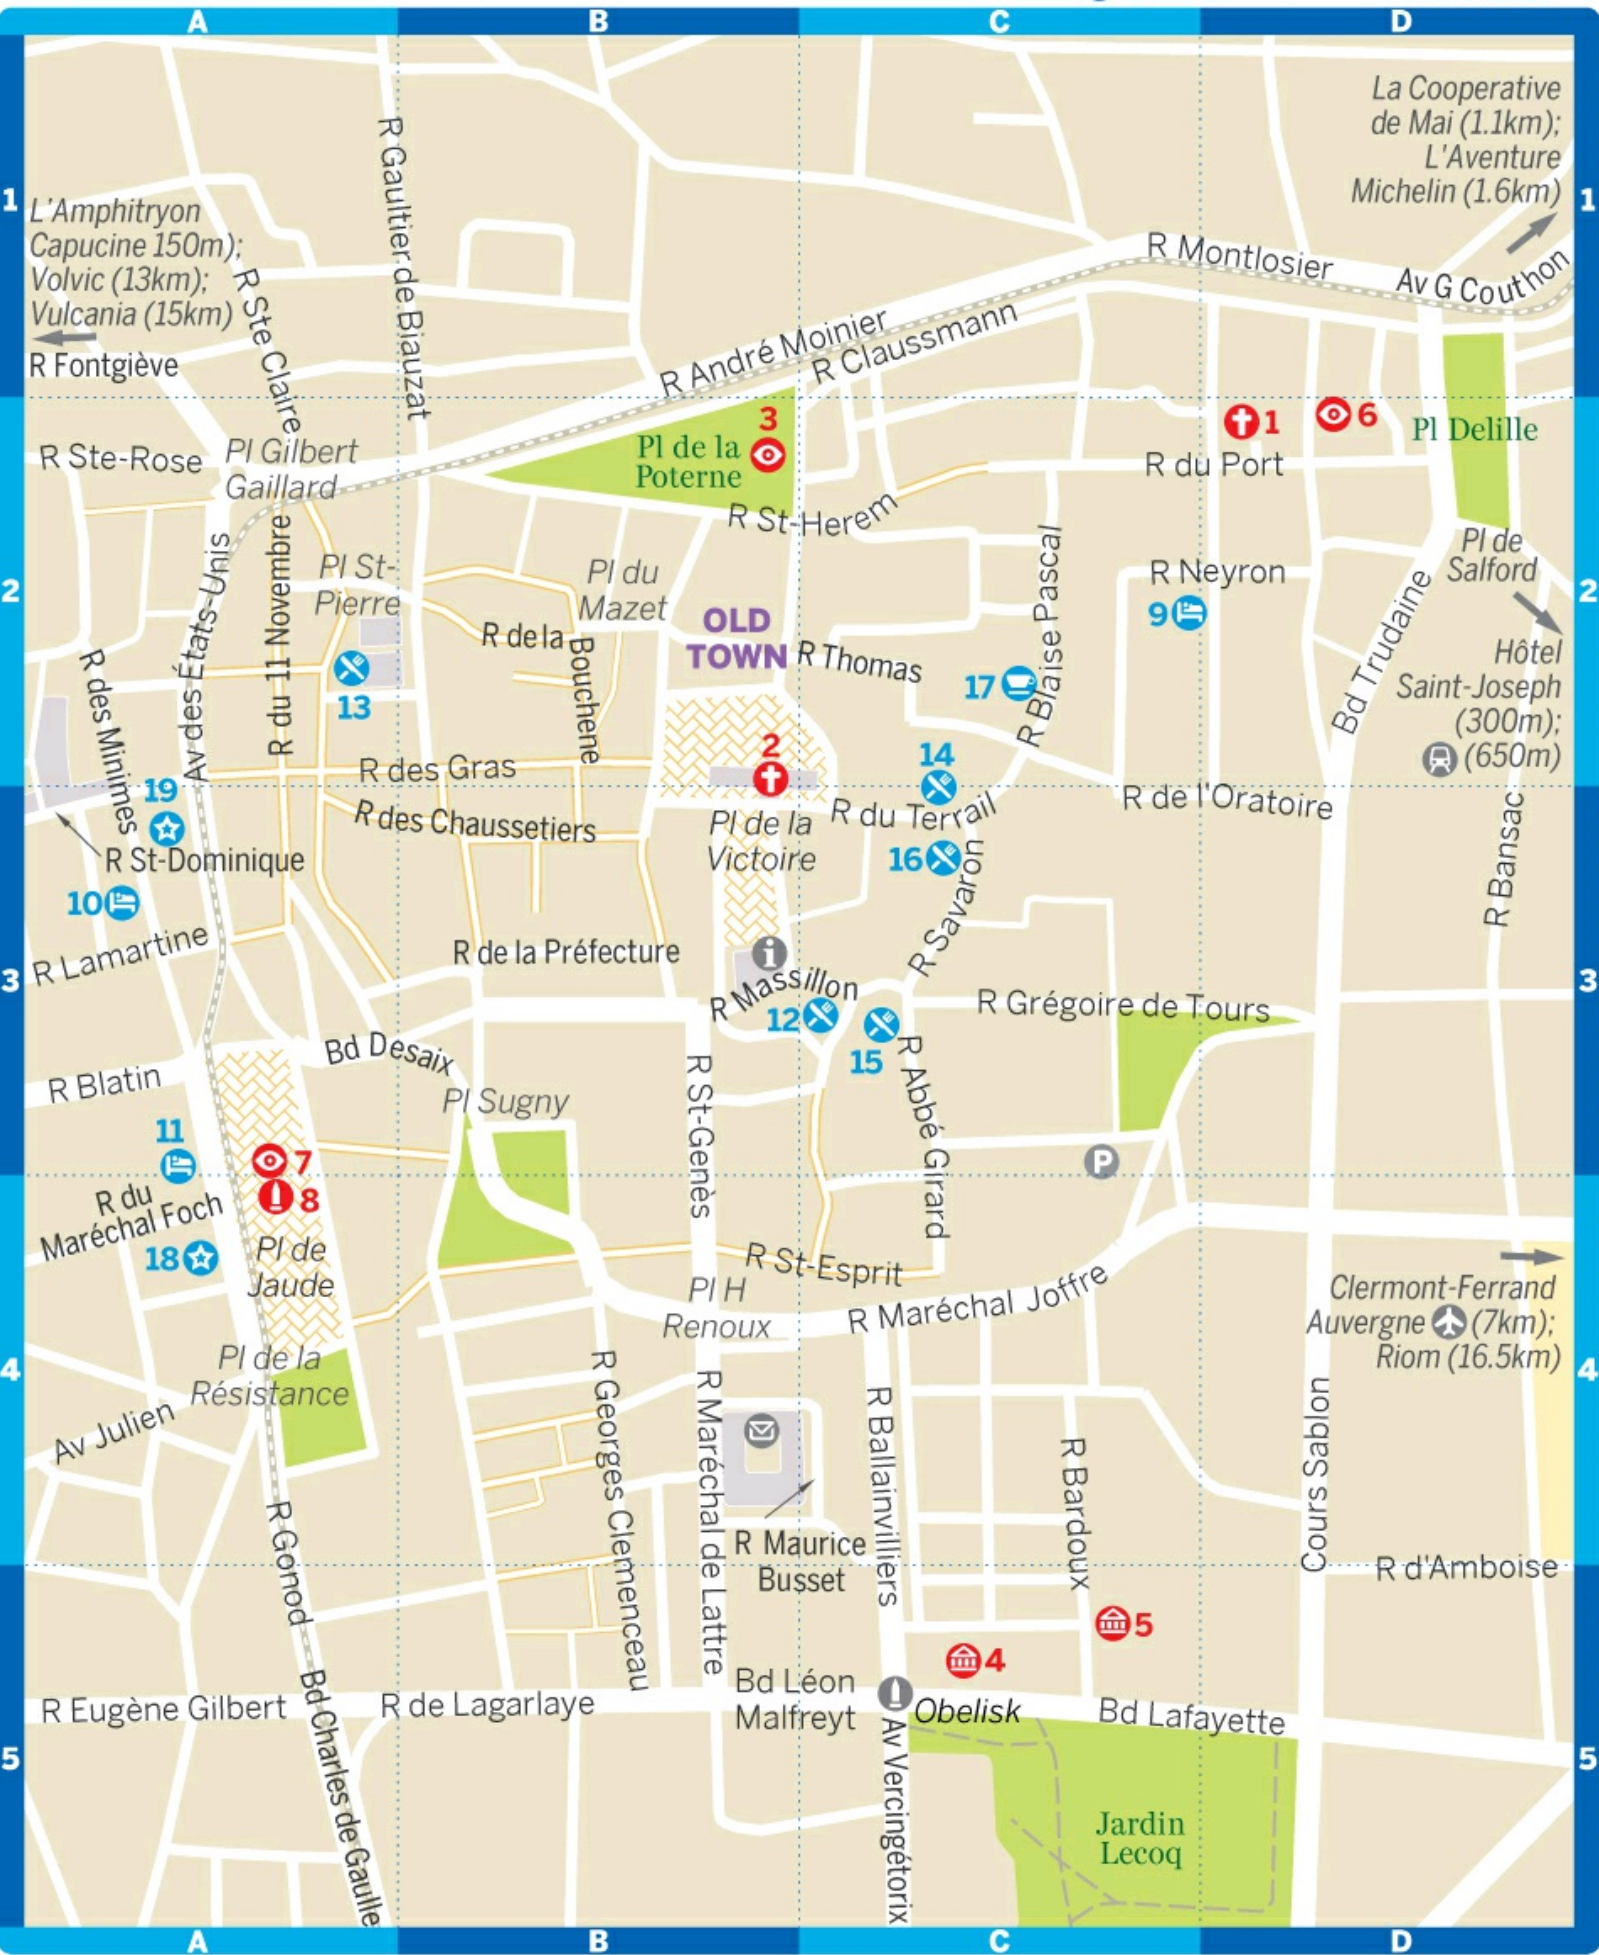 A
B
C
D
1
1
La Cooperative
de Mai (1.1km);
L'Aventure
Michelin (1.6km)
L'Amphitryon
Capucine 150m);
Volvic (13km);
Vulcania (15km)
R Fontgiève
R Ste Claire
R Gaultier de Biauzat
R Montlosier
Av G Couthon
R André Moinier
R Claussmann
3
Pl de la
Poterne
1
6
Pl Delille
R Ste-Rose
Pl Gilbert
Gaillard
R du Port
R St-Herem
2
2
Av des États-Unis
R du 11 Novembre
Pl St-
Pierre
Pl du
Mazet
OLD
TOWN
R de la
Boucherie
R Thomas
R Blaise Pascal
R Neyron
9
Pl de
Salford
Bd Trudaine
Hôtel
Saint-Joseph
(300m);
(650m)
R des Minimes
13
17
14
2
R des Gras
19
R des Chaussetiers
Pl de la
Victoire
R du Terrail
R de l'Oratoire
R Bansac
R St-Dominique
16
10
R Savaron
R Lamartine
R de la Préfecture
i
3
3
R Massillon
12
15
R Grégoire de Tours
Bd Desaix
R Blatin
Pl Sugny
R St-Genès
R Abbé Girard
11
7
P
8
R du
Maréchal Foch
18
Pl de
Jaude
R St-Esprit
Pl H
Renoux
R Maréchal Joffre
Clermont-Ferrand
Auvergne (7km);
Riom (16.5km)
4
4
Pl de la
Résistance
Av Julien
R Georges Clemenceau
R Maréchal de Lattre
R Ballainvilliers
R Bardoux
Cours Sablon
R Gonod
R Maurice
Busset
R d'Amboise
5
4
R Eugène Gilbert
Bd Charles de Gaulle
R de Lagarlaye
Bd Léon
Malfreyt
Obelisk
Bd Lafayette
Av Vercingétorix
5
5
Jardin
Lecoq
A
B
C
D